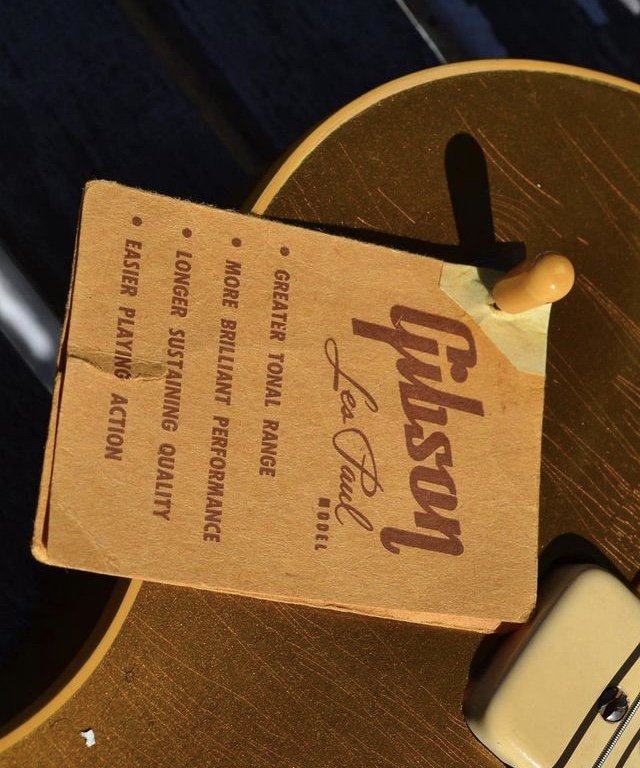 Gibson
Les Paul
MODEL
• GREATER TONAL RANGE
• MORE BRILLIANT PERFORMANCE
• LONGER SUSTAINING QUALITY
• EASIER PLAYING ACTION